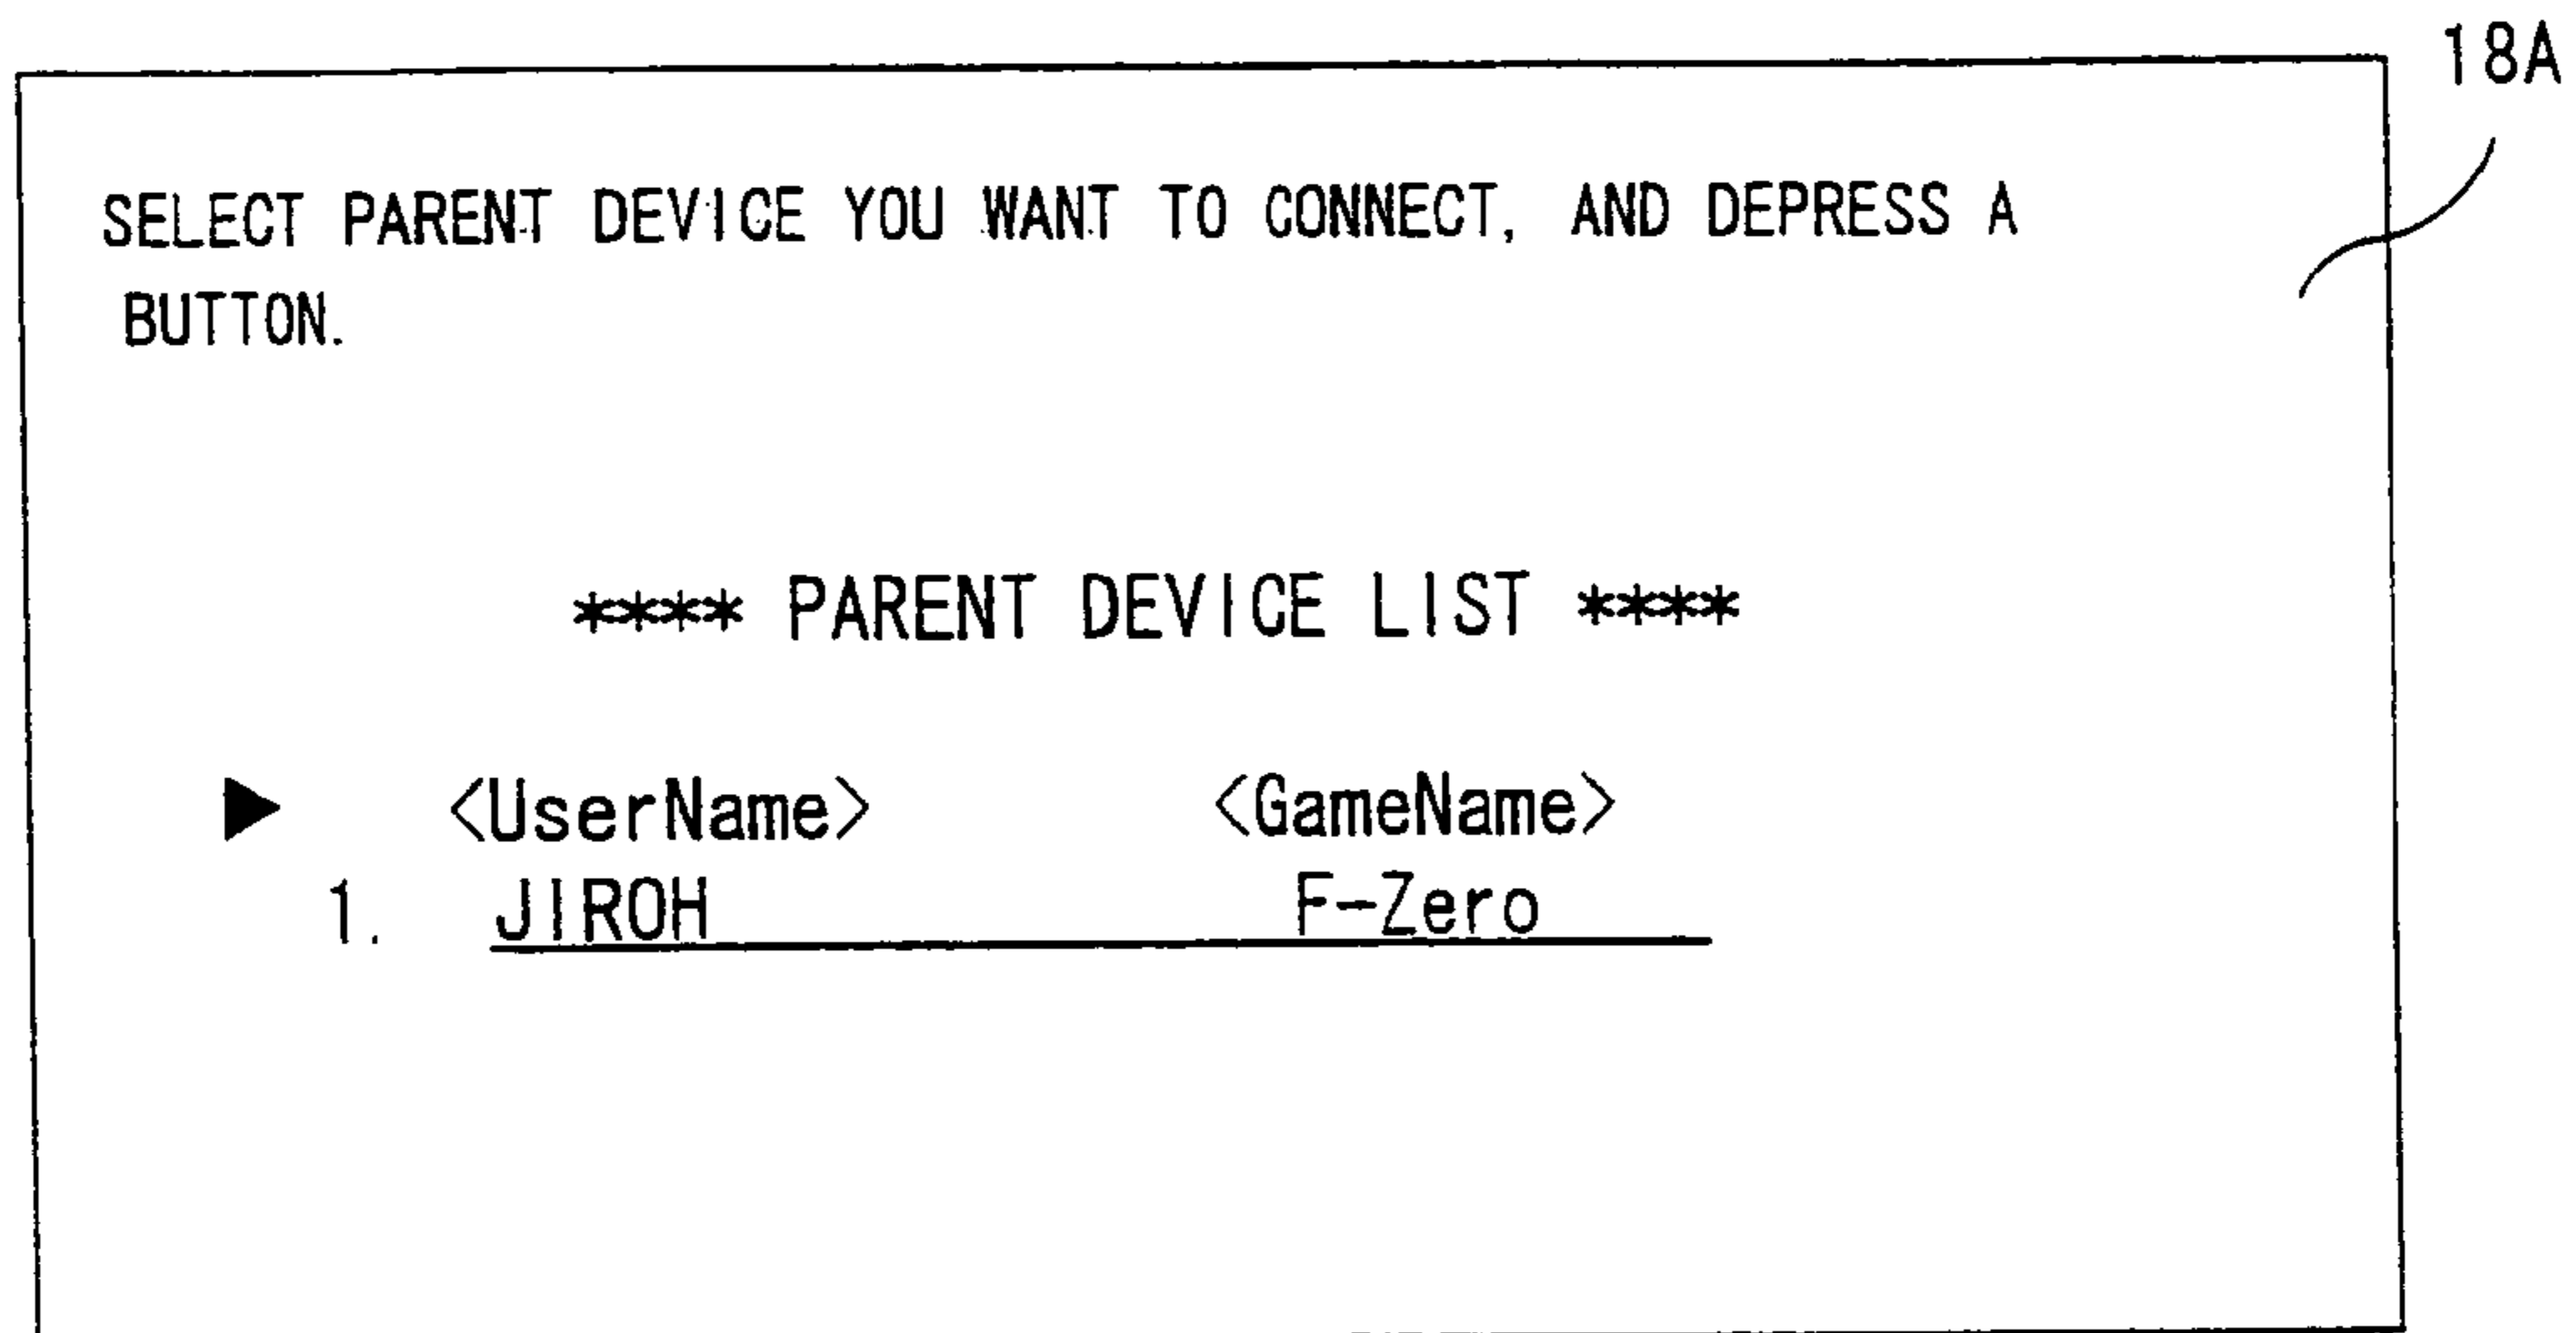 18A
SELECT PARENT DEVICE YOU WANT TO CONNECT, AND DEPRESS A
BUTTON.
**** PARENT DEVICE LIST ****
▶ <UserName> <GameName>
1. JIROH F-Zero